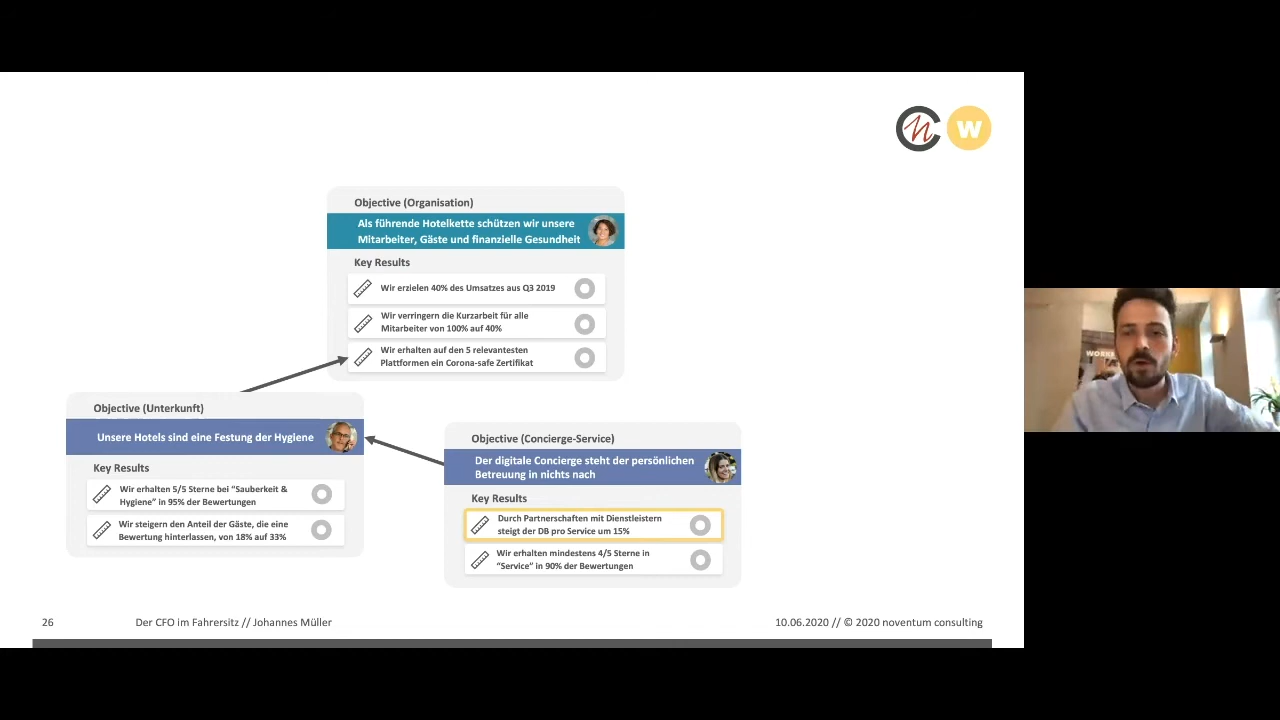 W
Objective (Organisation)
Als führende Hotelkette schützen wir unsere
Mitarbeiter, Gäste und finanzielle Gesundheit
Key Results
Wir erzielen 40% des Umsatzes aus Q3 2019
Wir verringern die Kurzarbeit für alle
Mitarbeiter von 100% auf 40%
Wir erhalten auf den 5 relevantesten
Plattformen ein Corona-safe Zertifikat
Objective (Unterkunft)
Unsere Hotels sind eine Festung der Hygiene
Key Results
Wir erhalten 5/5 Sterne bei “Sauberkeit &
Hygiene” in 95% der Bewertungen
Wir steigern den Anteil der Gäste, die eine
Bewertung hinterlassen, von 18% auf 33%
Objective (Concierge-Service)
Der digitale Concierge steht der persönlichen
Betreuung in nichts nach
Key Results
Durch Partnerschaften mit Dienstleistern
steigt der DB pro Service um 15%
Wir erhalten mindestens 4/5 Sterne in
“Service” in 90% der Bewertungen
WORKE
26
Der CFO im Fahrersitz // Johannes Müller
10.06.2020 // © 2020 noventum consulting